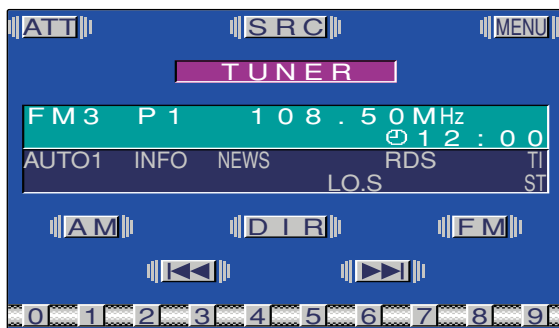 ATT SRC MENU
TUNER
FM3 P1 108.50MHz
12:00
AUTO1 INFO NEWS RDS TI
LO.S ST
AM DIR FM
0 1 2 3 4 5 6 7 8 9